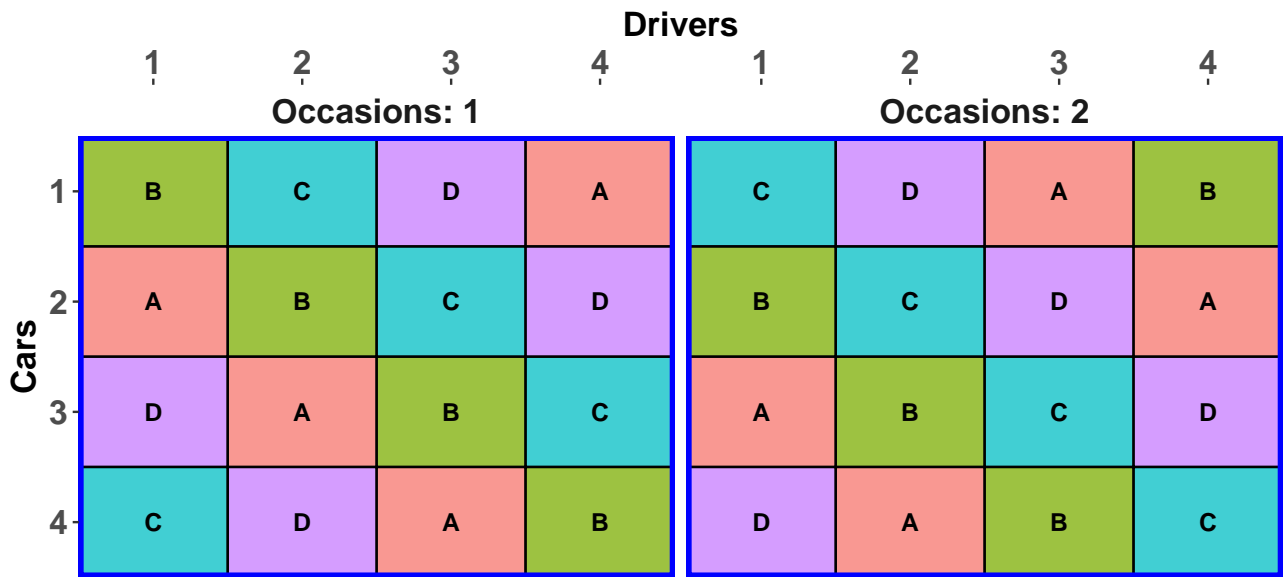 Drivers
1 2 3 4 1 2 3 4
Occasions: 1 Occasions: 2
1 B C D A C D A B
2 A B C D B C D A
Cars
3 D A B C A B C D
4 C D A B D A B C